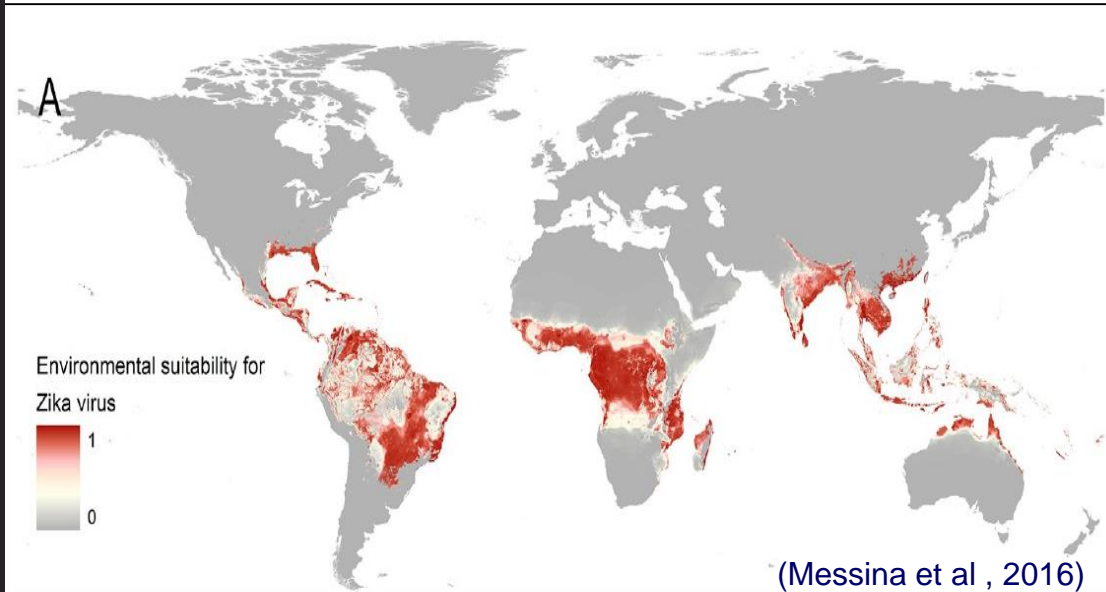 A
Environmental suitability for
Zika virus
1
0
(Messina et al , 2016)